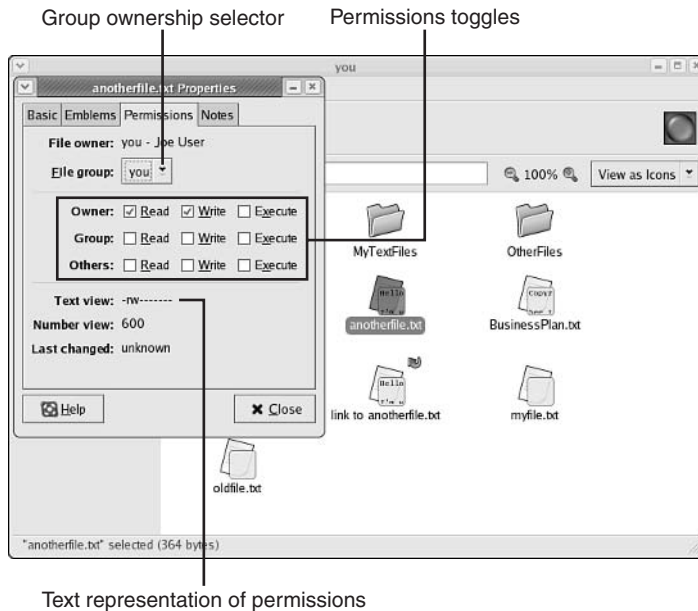 Group ownership selector
Permissions toggles
you
anotherfile.txt Properties
Basic Emblems Permissions Notes
File owner: you - Joe User
File group: you
Owner: Read Write Execute
Group: Read Write Execute
Others: Read Write Execute
Text view: -rw-------
Number view: 600
Last changed: unknown
Help
Close
100%
View as Icons
MyTextFiles
OtherFiles
Hello
anotherfile.txt
Copyr
BusinessPlan.txt
Hello
link to anotherfile.txt
myfile.txt
oldfile.txt
"anotherfile.txt" selected (364 bytes)
Text representation of permissions